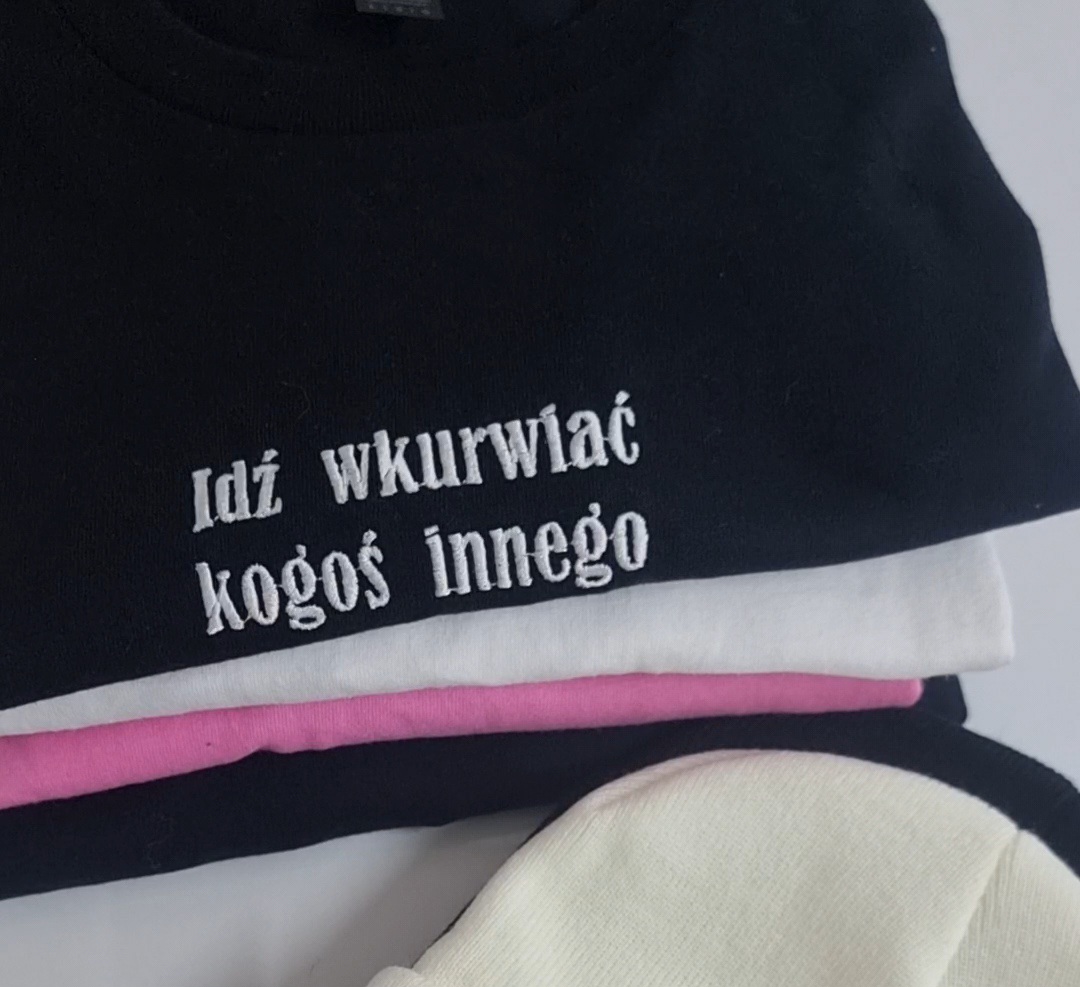 Idź wkurwiać
kogoś innego